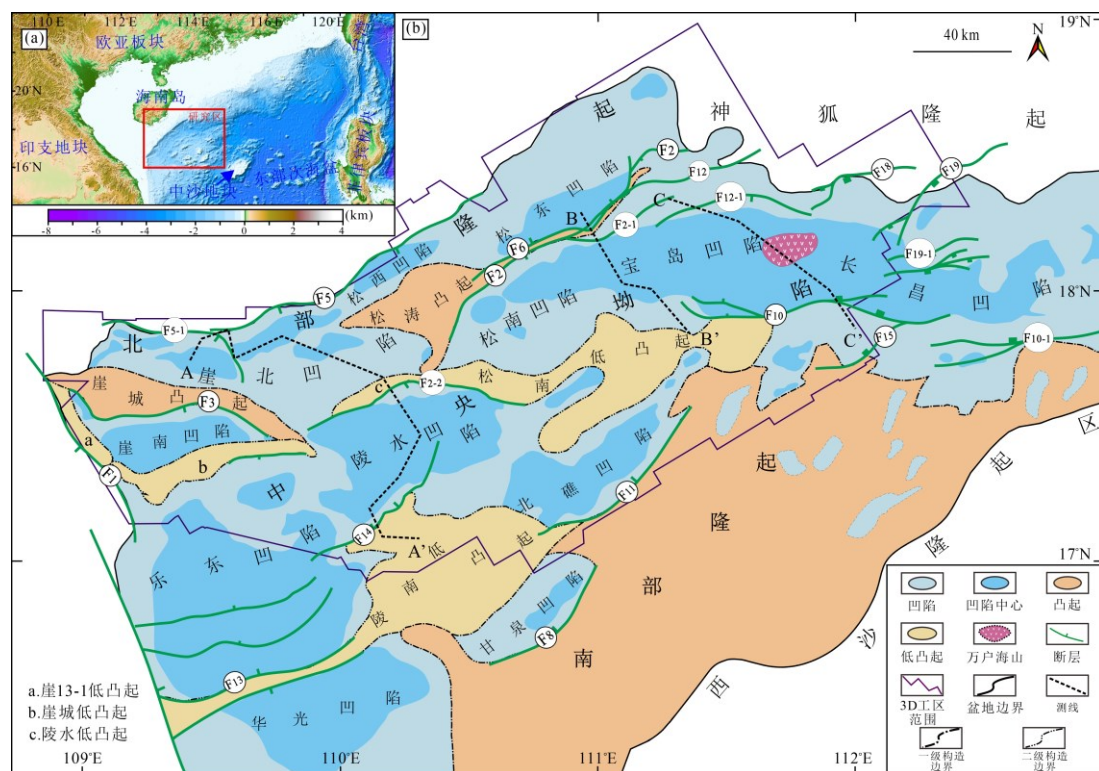 (a)
110°E
112°E
114°E
116°E
118°E
120°E
20°N
16°N
欧亚板块
海南岛
研究区
印支地块
中沙地块
东部次海盆
(km)
-8
-6
-4
-2
0
2
4
(b)
40 km
N
19°N
18°N
17°N
109°E
110°E
111°E
112°E
神狐隆起
北部隆起
中央坳陷
南部隆起
西沙隆起区
松西凹陷
松东凹陷
松涛凸起
松南凹陷
宝岛凹陷
长昌凹陷
崖北凹陷
崖城凸起
崖南凹陷
松南低凸起
陵水凹陷
北礁凹陷
乐东凹陷
陵南低凸起
甘泉凹陷
华光凹陷
a
b
c
A
A'
B
B'
C
C'
F1
F2
F2
F2-1
F2-2
F3
F5
F5-1
F6
F8
F10
F10-1
F11
F12
F12-1
F13
F14
F15
F18
F19
F19-1
a.崖13-1低凸起
b.崖城低凸起
c.陵水低凸起
凹陷
凹陷中心
凸起
低凸起
万户海山
断层
3D工区
范围
盆地边界
测线
一级构造
边界
二级构造
边界